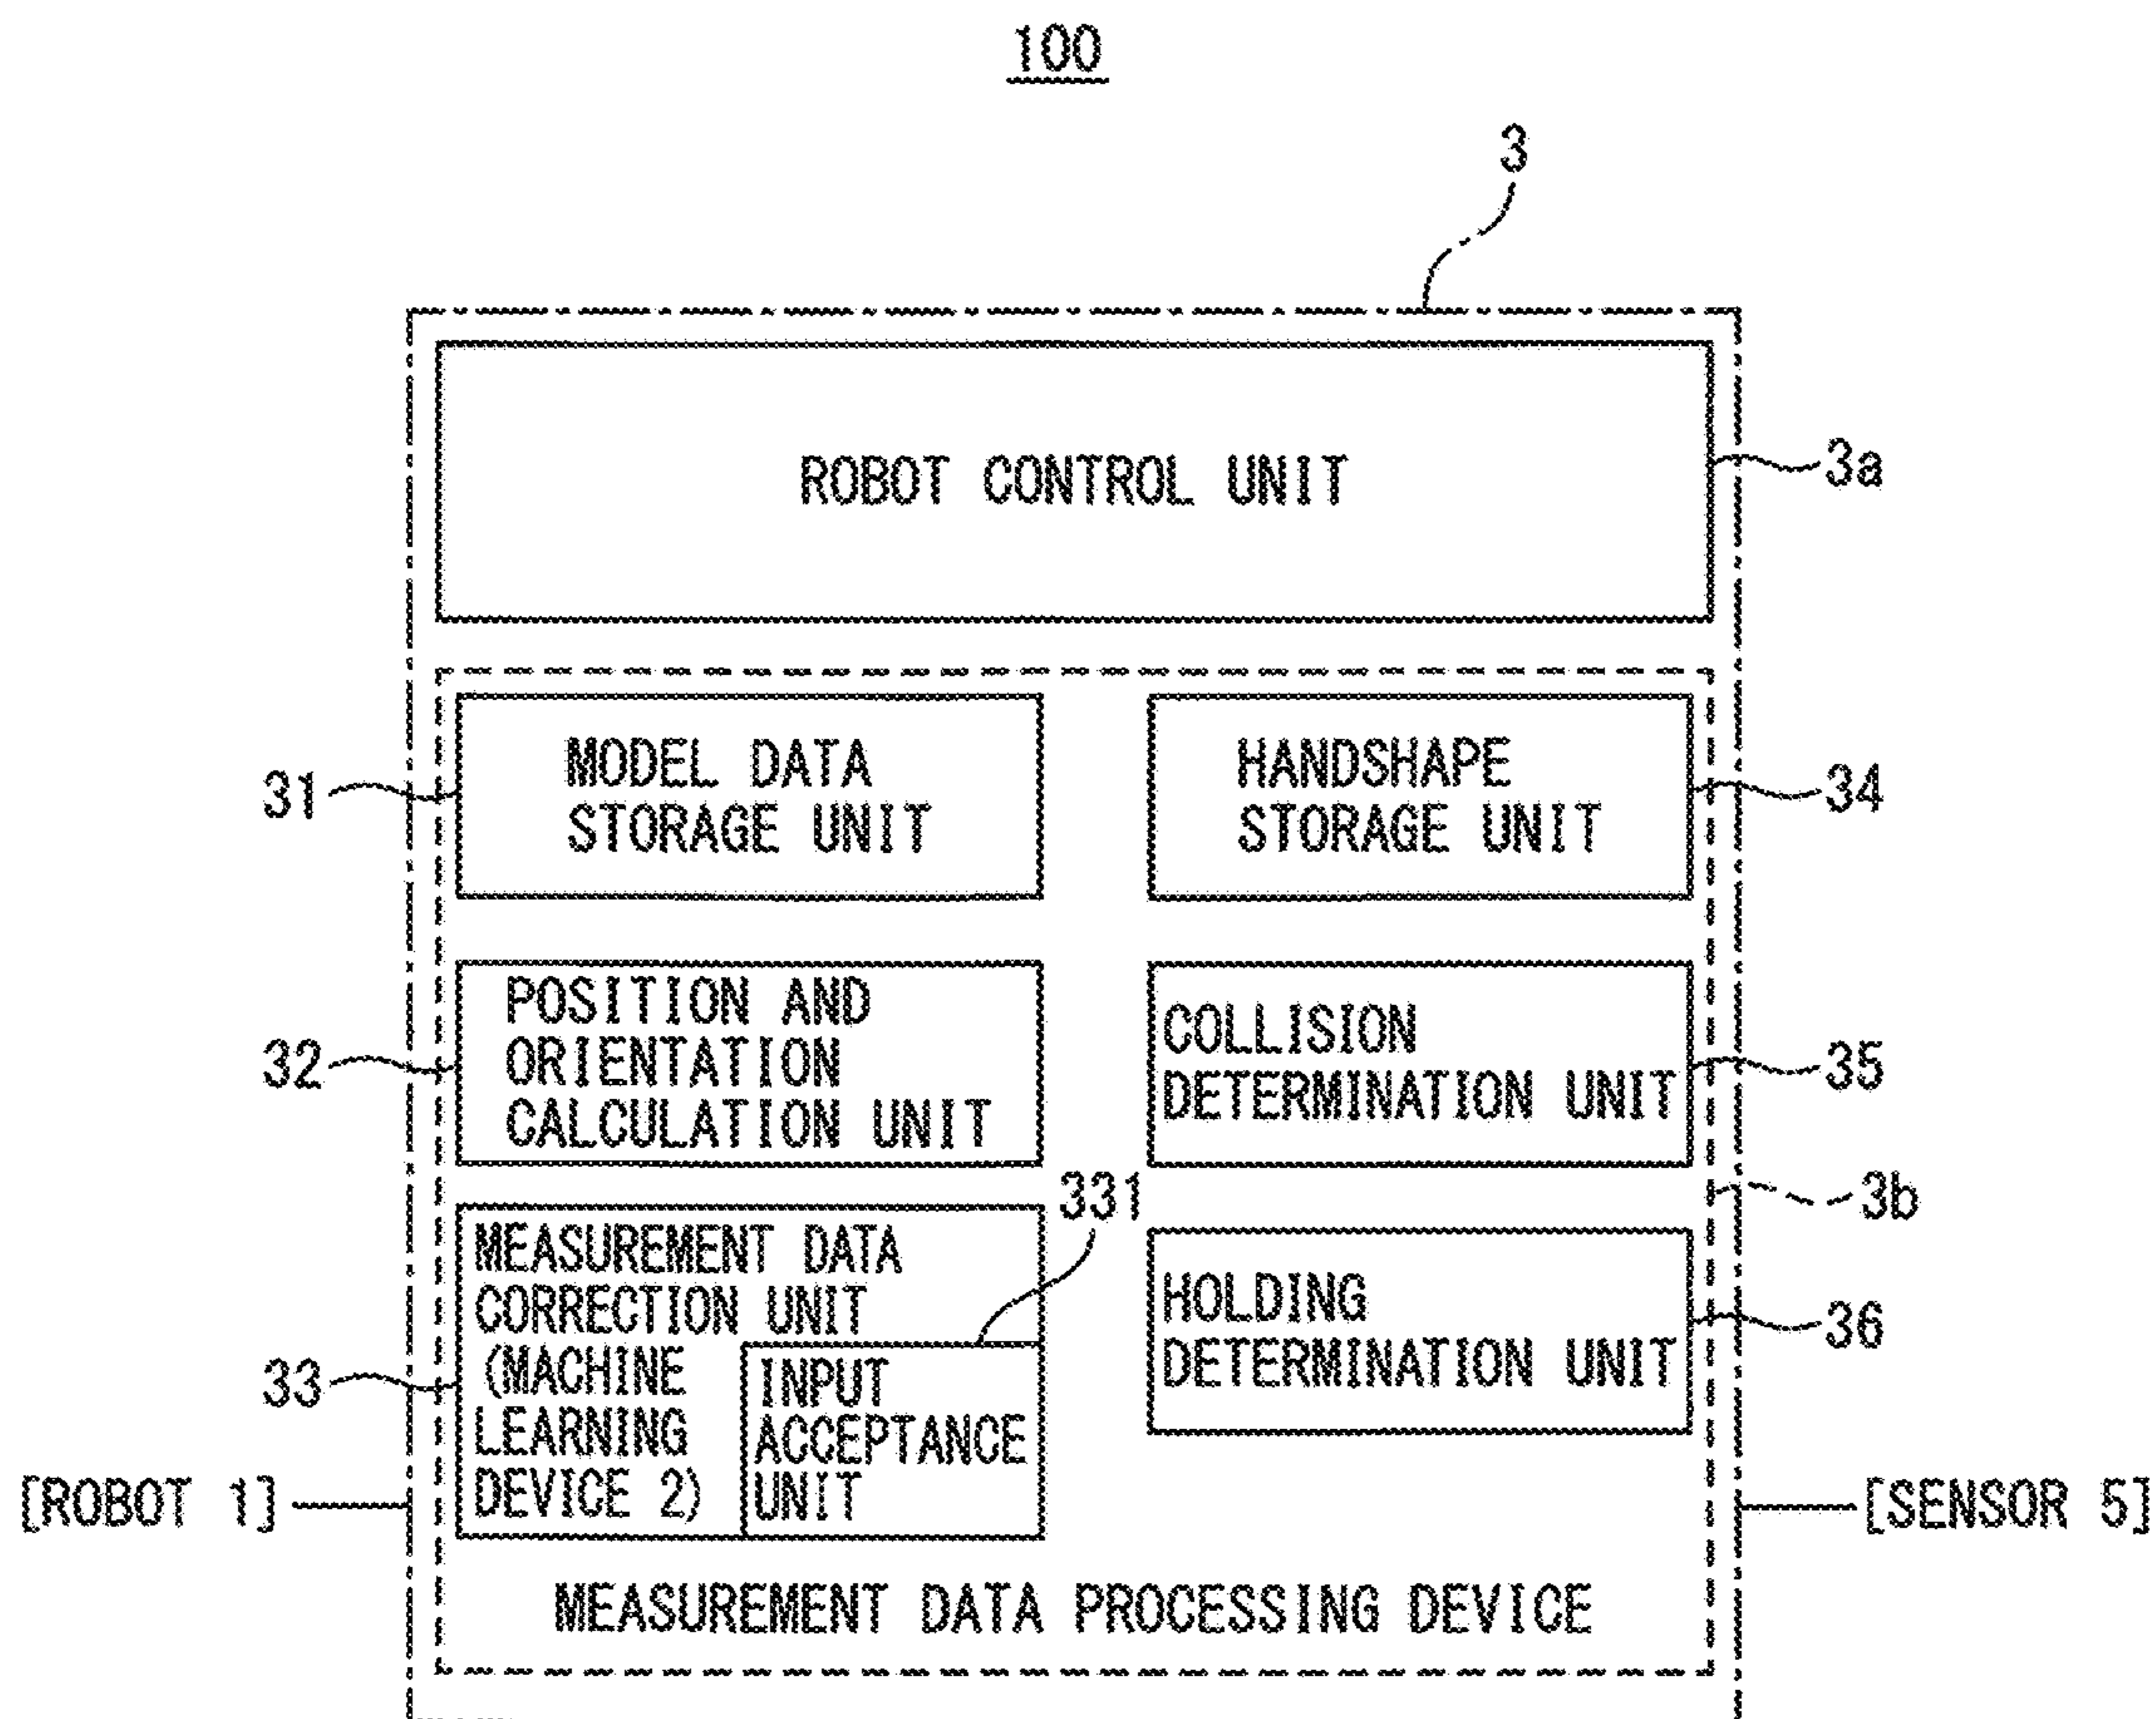 100
3
ROBOT CONTROL UNIT
3a
MODEL DATA
STORAGE UNIT
31
HANDSHAPE
STORAGE UNIT
34
POSITION AND
ORIENTATION
CALCULATION UNIT
32
COLLISION
DETERMINATION UNIT
35
331
3b
MEASUREMENT DATA
CORRECTION UNIT
(MACHINE
LEARNING
DEVICE 2)
33
INPUT
ACCEPTANCE
UNIT
HOLDING
DETERMINATION UNIT
36
[ROBOT 1]
[SENSOR 5]
MEASUREMENT DATA PROCESSING DEVICE